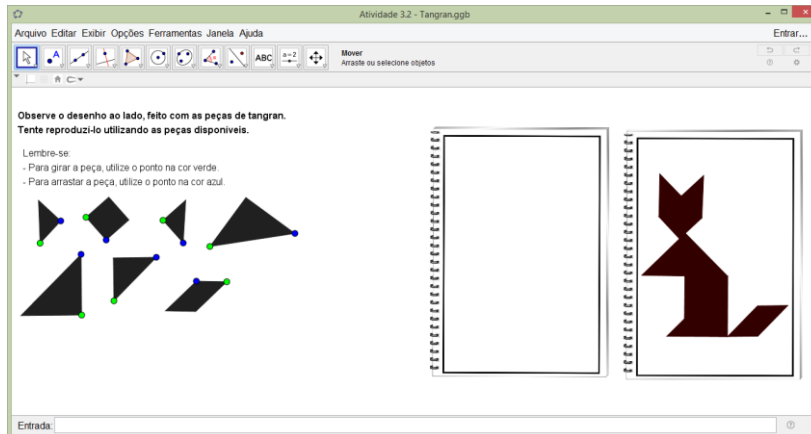 Atividade 3.2 - Tangran.ggb
Arquivo Editar Exibir Opções Ferramentas Janela Ajuda
Entrar...
A
ABC
a=2
Mover
Arraste ou selecione objetos
Observe o desenho ao lado, feito com as peças de tangran.
Tente reproduzi-lo utilizando as peças disponíveis.
Lembre-se:
- Para girar a peça, utilize o ponto na cor verde.
- Para arrastar a peça, utilize o ponto na cor azul.
Entrada: